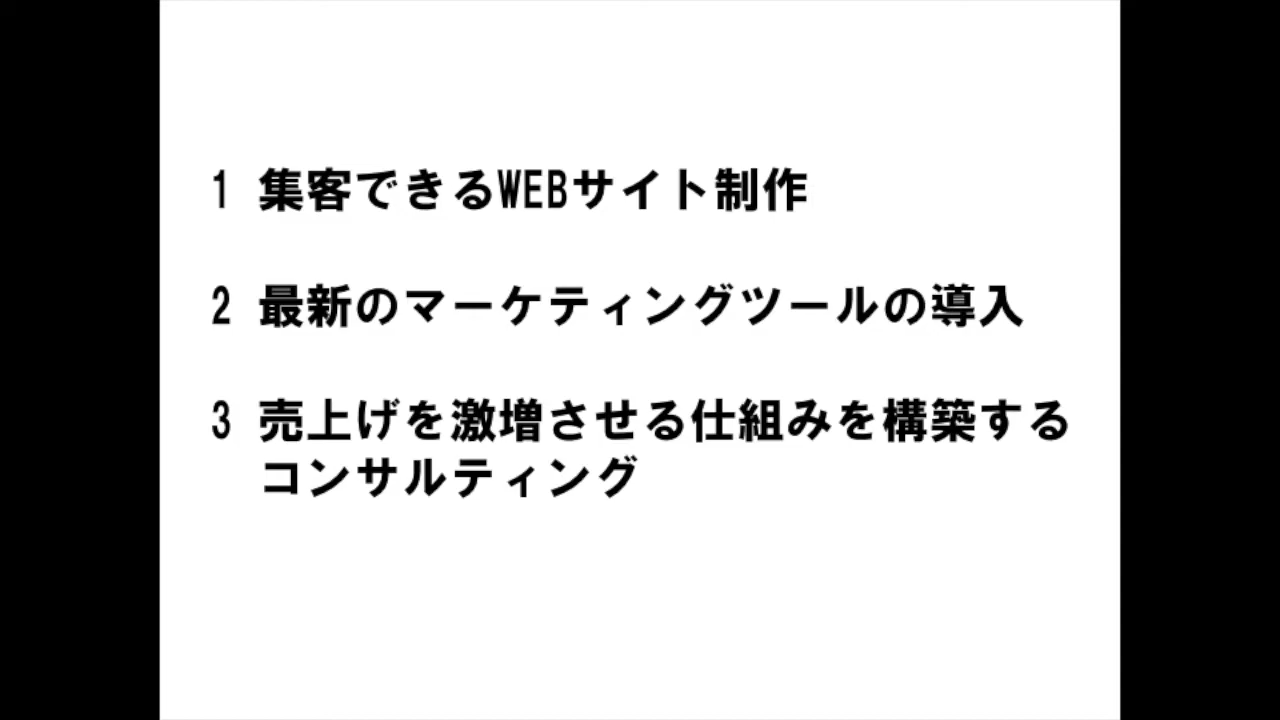 1 集客できるWEBサイト制作
2 最新のマーケティングツールの導入
3 売上げを激増させる仕組みを構築する
コンサルティング